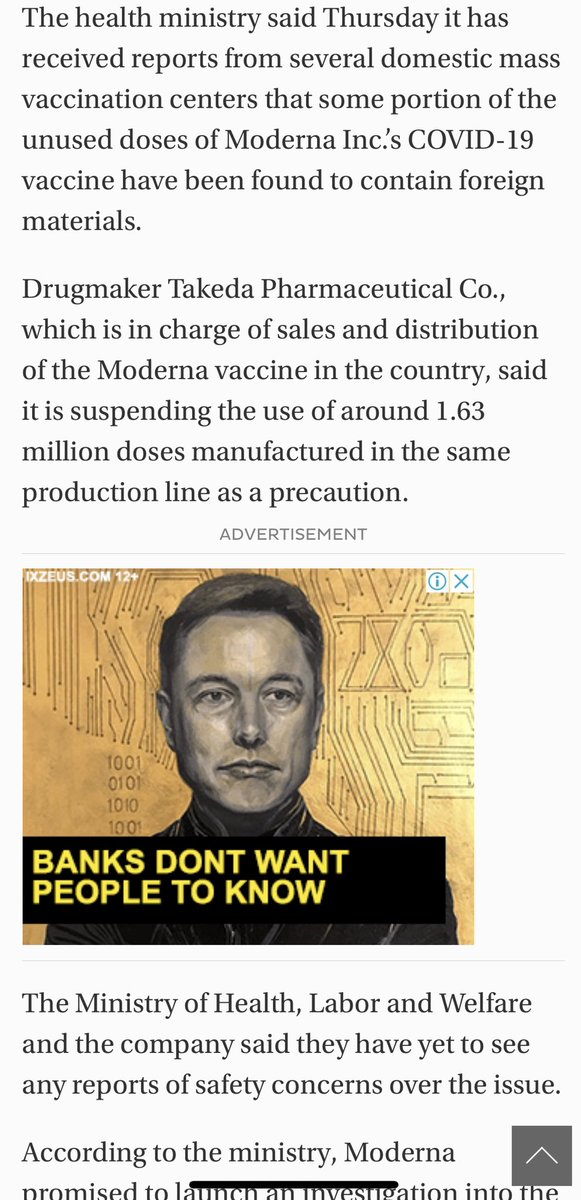 The health ministry said Thursday it has
received reports from several domestic mass
vaccination centers that some portion of the
unused doses of Moderna Inc.’s COVID-19
vaccine have been found to contain foreign
materials.
Drugmaker Takeda Pharmaceutical Co.,
which is in charge of sales and distribution
of the Moderna vaccine in the country, said
it is suspending the use of around 1.63
million doses manufactured in the same
production line as a precaution.
ADVERTISEMENT
IXZEUS.COM 12+
1001
0101
1010
1001
BANKS DONT WANT
PEOPLE TO KNOW
The Ministry of Health, Labor and Welfare
and the company said they have yet to see
any reports of safety concerns over the issue.
According to the ministry, Moderna
promised to launch an investigation into the